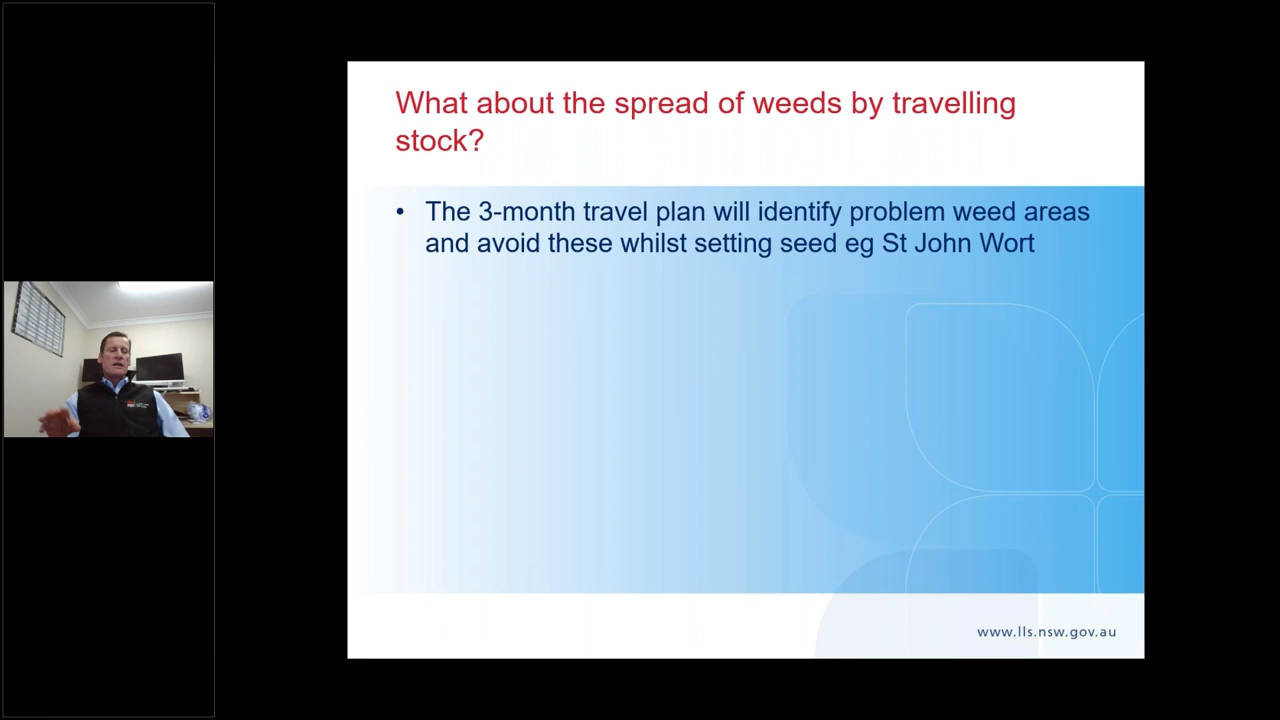 What about the spread of weeds by travelling
stock?
• The 3-month travel plan will identify problem weed areas
and avoid these whilst setting seed eg St John Wort
www.lls.nsw.gov.au